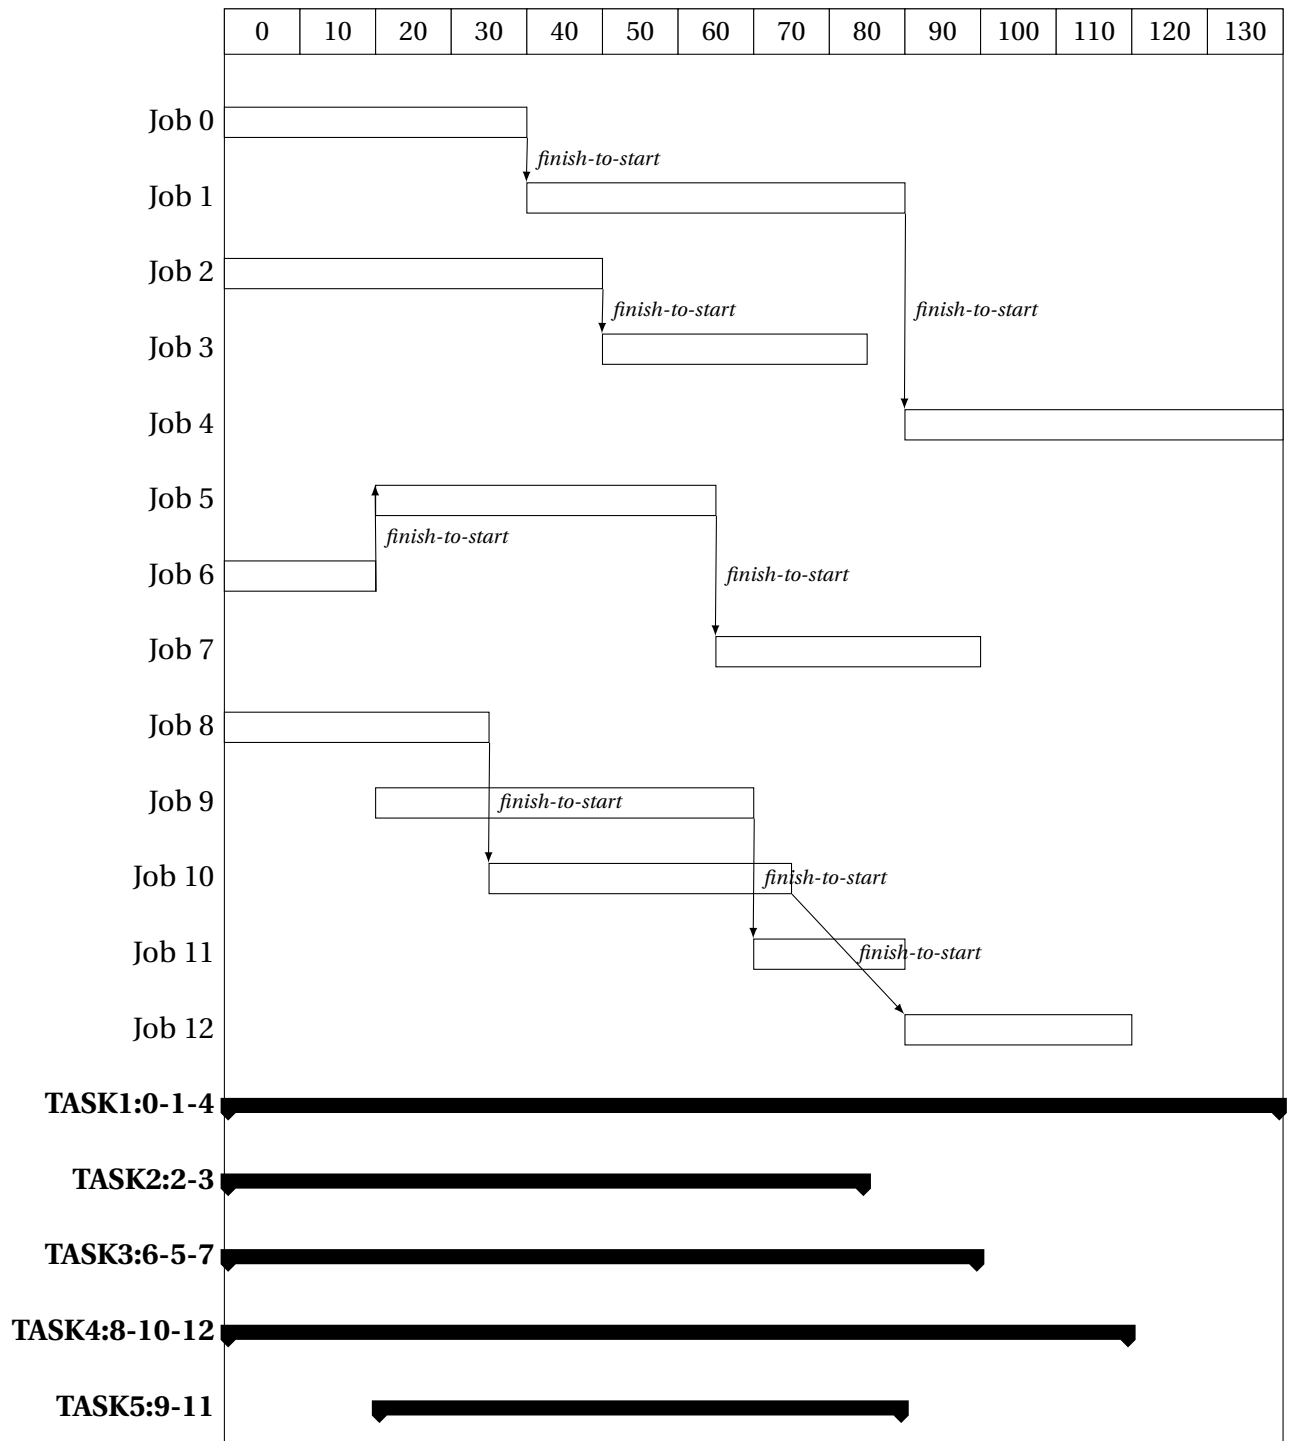 0 10 20 30 40 50 60 70 80 90 100 110 120 130
Job 0
finish-to-start
Job 1
Job 2
finish-to-start finish-to-start
Job 3
Job 4
Job 5
finish-to-start
Job 6
finish-to-start
Job 7
Job 8
Job 9
finish-to-start
Job 10
finish-to-start
Job 11
finish-to-start
Job 12
TASK1:0-1-4
TASK2:2-3
TASK3:6-5-7
TASK4:8-10-12
TASK5:9-11